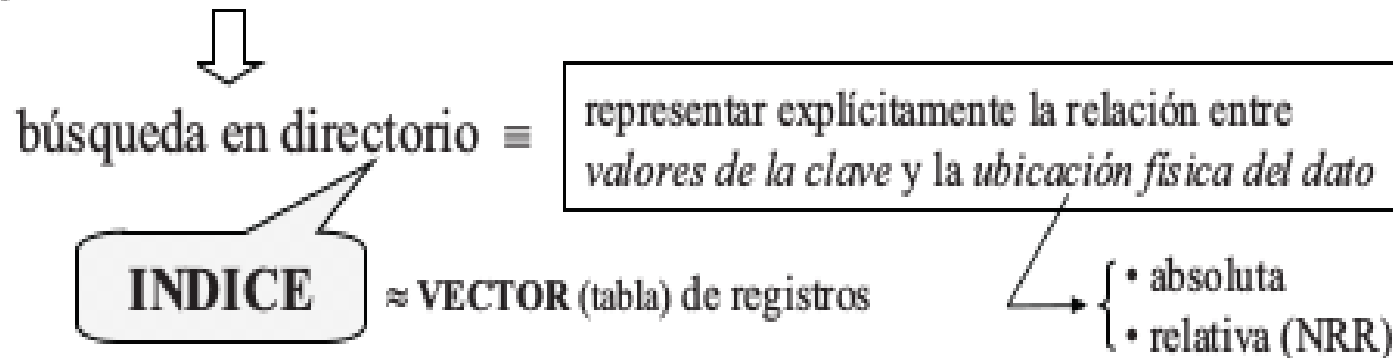 búsqueda en directorio ≡
representar explícitamente la relación entre
valores de la clave y la ubicación física del dato
INDICE
≈ VECTOR (tabla) de registros
• absoluta
• relativa (NRR)